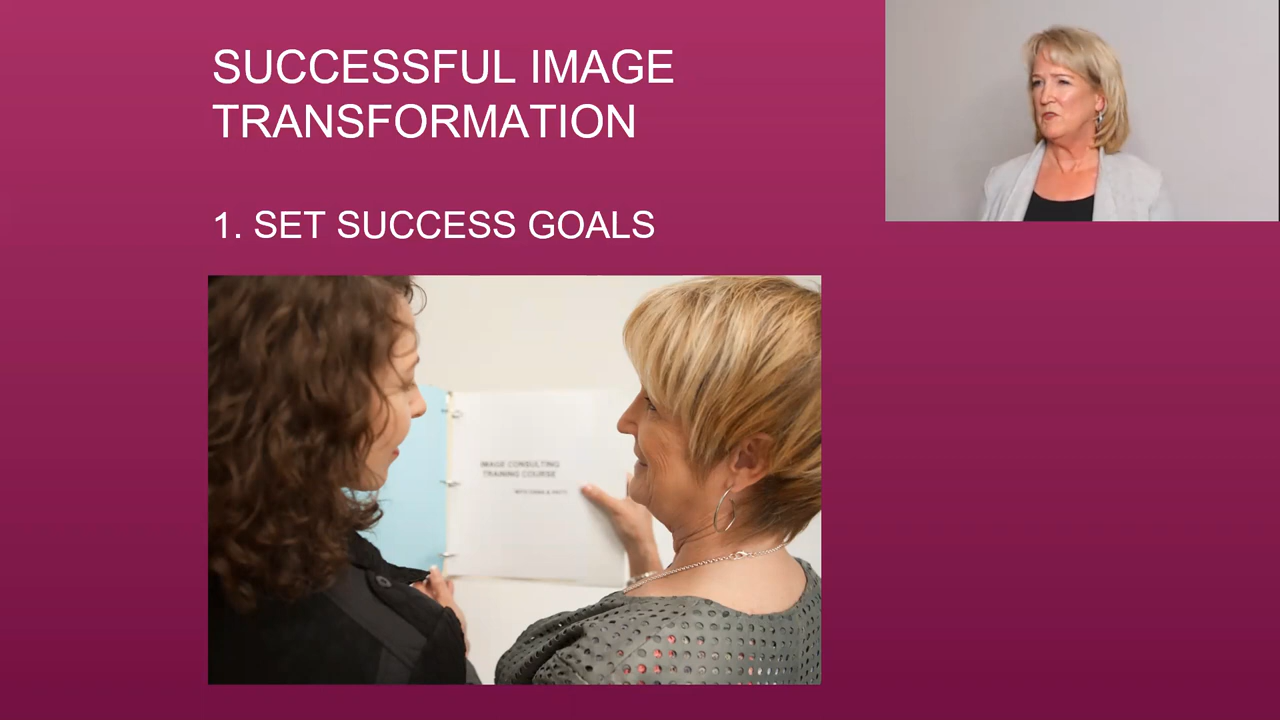 SUCCESSFUL IMAGE
TRANSFORMATION
1. SET SUCCESS GOALS
IMAGE CONSULTING
TRAINING COURSE